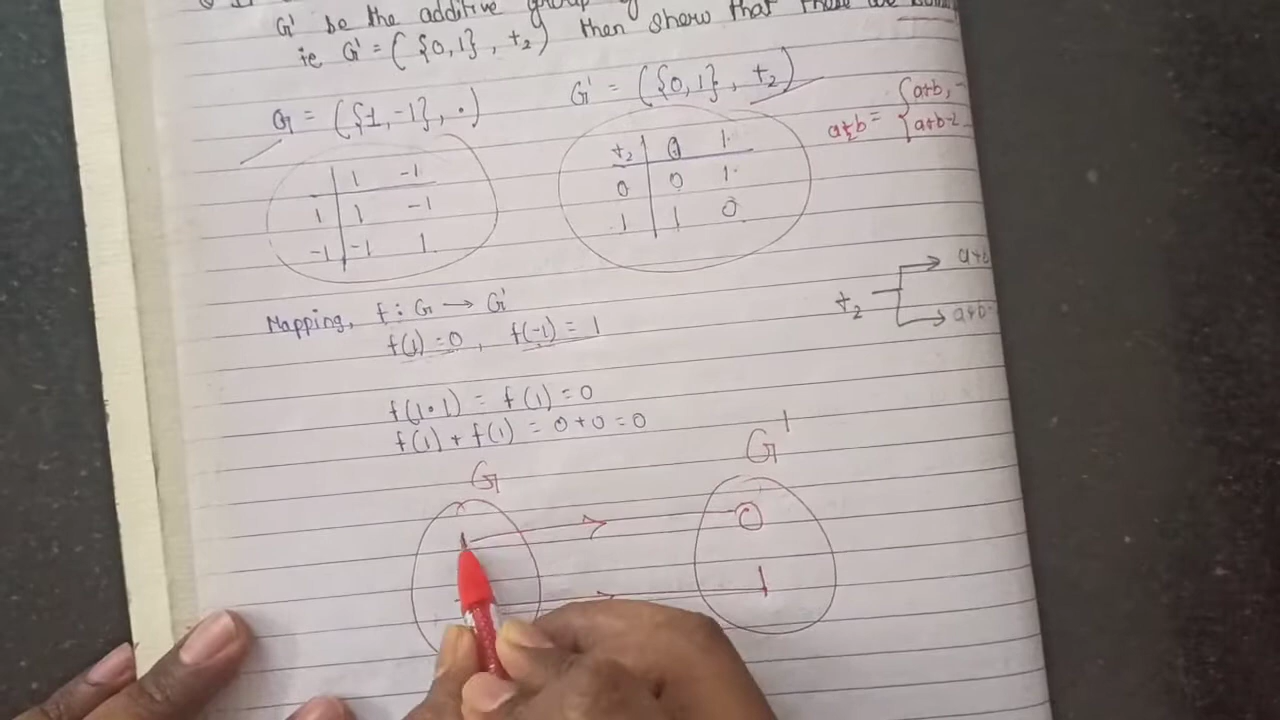 G' be the additive group
ie G' = ({0,1}, +₂) then show that there are
G = ({1,-1}, ·)
G' = ({0,1}, +₂)
a+₂b = { a+b,
a+b-2
1 -1
1 1 -1
-1 -1 1
+₂ 0 1
0 0 1
1 1 0
+₂ a+b
a+b-
Mapping, f : G → G'
f(1) = 0, f(-1) = 1
f(1·1) = f(1) = 0
f(1) + f(1) = 0 + 0 = 0
G
G'
1 0
1